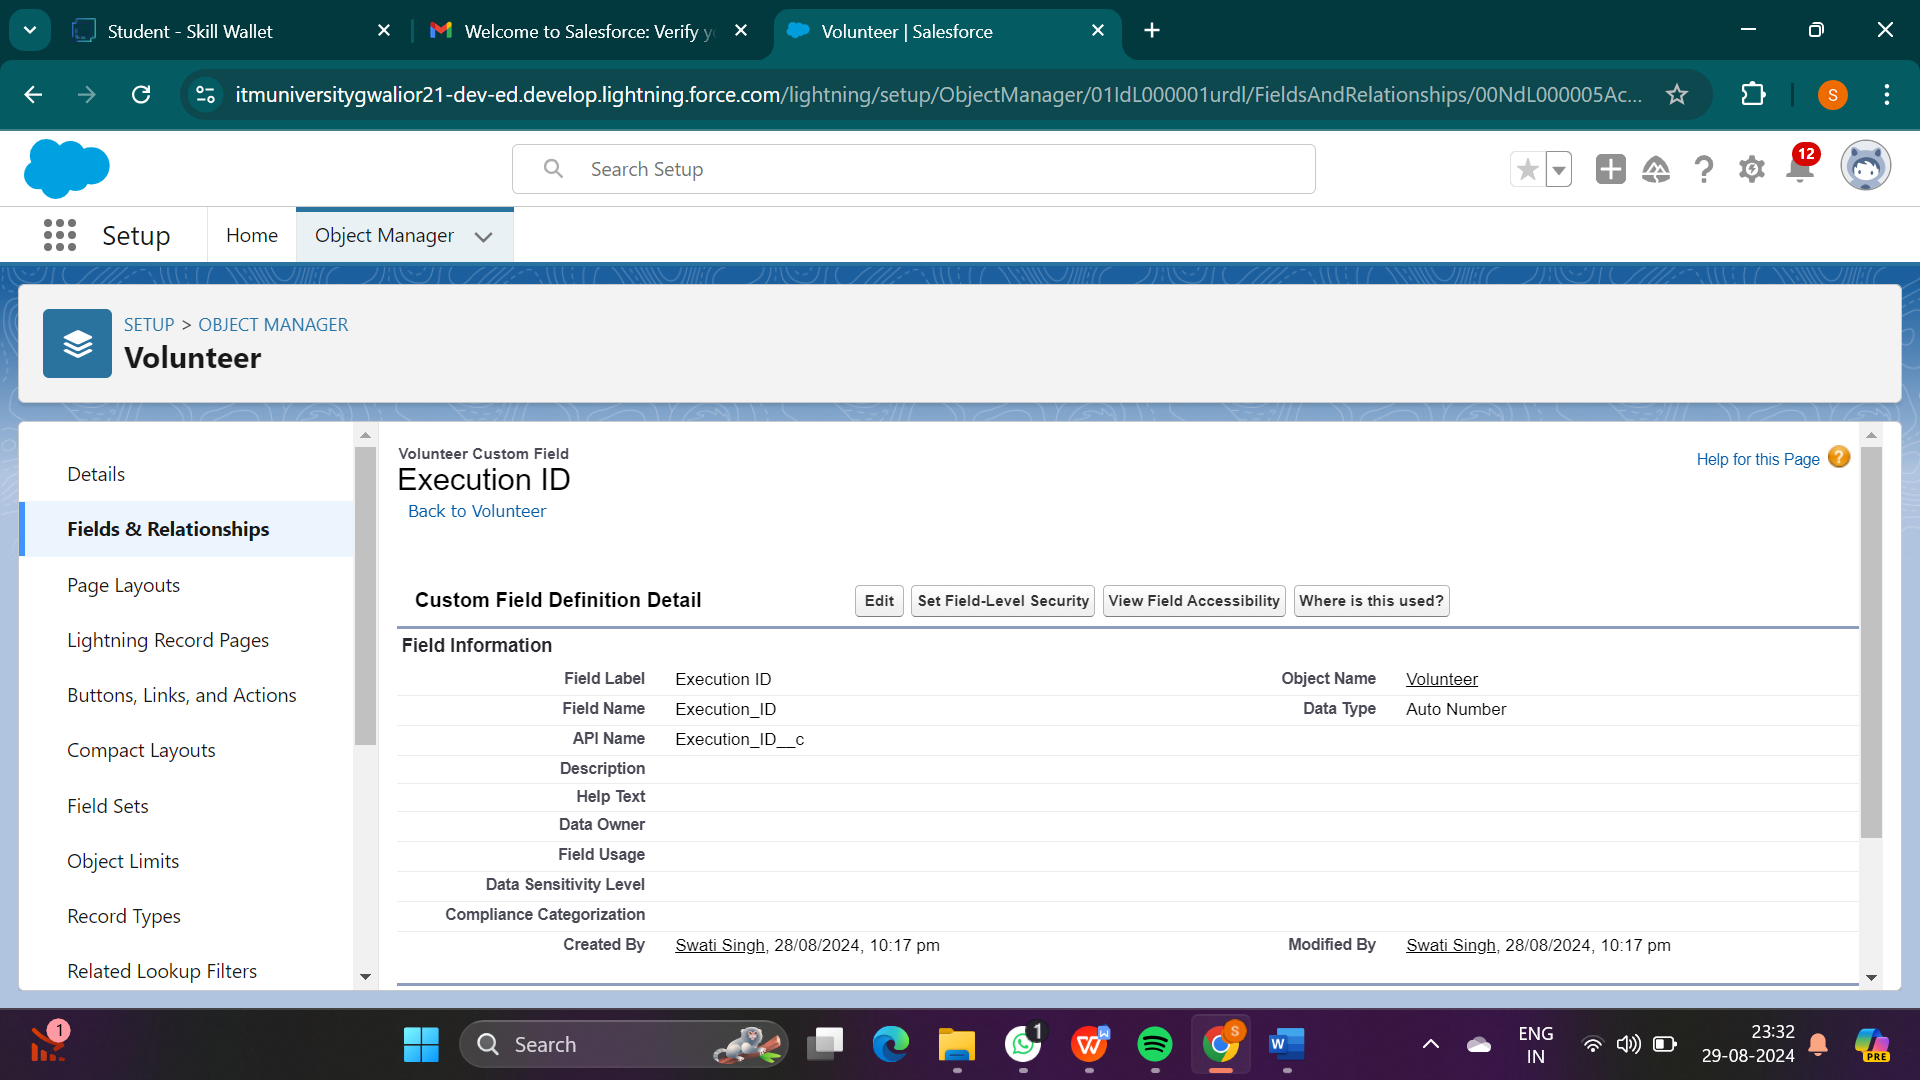 Student - Skill Wallet
Welcome to Salesforce: Verify yo
Volunteer | Salesforce
itmuniversitygwalior21-dev-ed.develop.lightning.force.com/lightning/setup/ObjectManager/01IdL000001urdl/FieldsAndRelationships/00NdL000005Ac...
S
Search Setup
12
Setup
Home
Object Manager
SETUP > OBJECT MANAGER
Volunteer
Details
Fields & Relationships
Page Layouts
Lightning Record Pages
Buttons, Links, and Actions
Compact Layouts
Field Sets
Object Limits
Record Types
Related Lookup Filters
Volunteer Custom Field
Execution ID
Back to Volunteer
Help for this Page ?
Custom Field Definition Detail
Edit
Set Field-Level Security
View Field Accessibility
Where is this used?
Field Information
Field Label Execution ID
Object Name Volunteer
Field Name Execution_ID
Data Type Auto Number
API Name Execution_ID__c
Description
Help Text
Data Owner
Field Usage
Data Sensitivity Level
Compliance Categorization
Created By Swati Singh, 28/08/2024, 10:17 pm
Modified By Swati Singh, 28/08/2024, 10:17 pm
1
Search
1
W
S
W
ENG
IN
23:32
29-08-2024
PRE